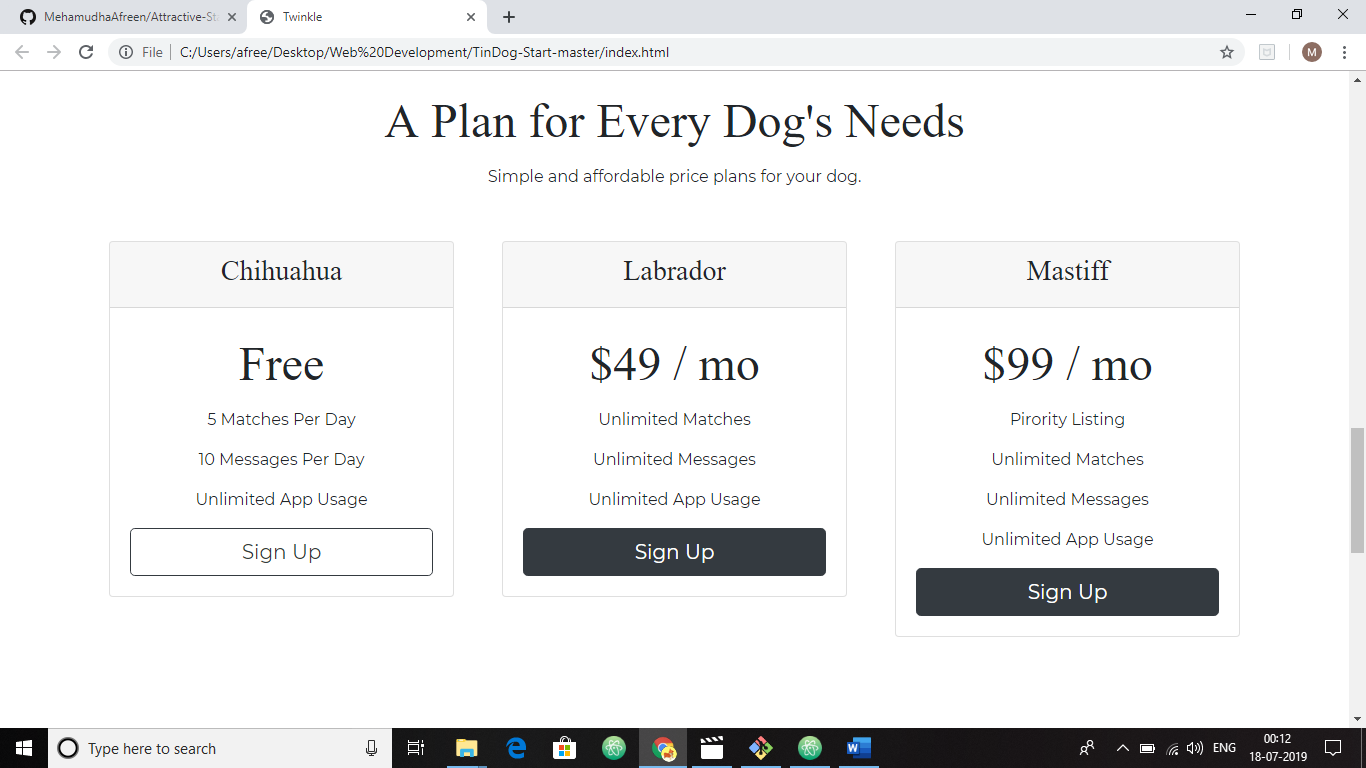 MehamudhaAfreen/Attractive-St
Twinkle
File
C:/Users/afree/Desktop/Web%20Development/TinDog-Start-master/index.html
M
A Plan for Every Dog's Needs
Simple and affordable price plans for your dog.
Chihuahua
Free
5 Matches Per Day
10 Messages Per Day
Unlimited App Usage
Sign Up
Labrador
$49 / mo
Unlimited Matches
Unlimited Messages
Unlimited App Usage
Sign Up
Mastiff
$99 / mo
Pirority Listing
Unlimited Matches
Unlimited Messages
Unlimited App Usage
Sign Up
Type here to search
ENG
00:12
18-07-2019